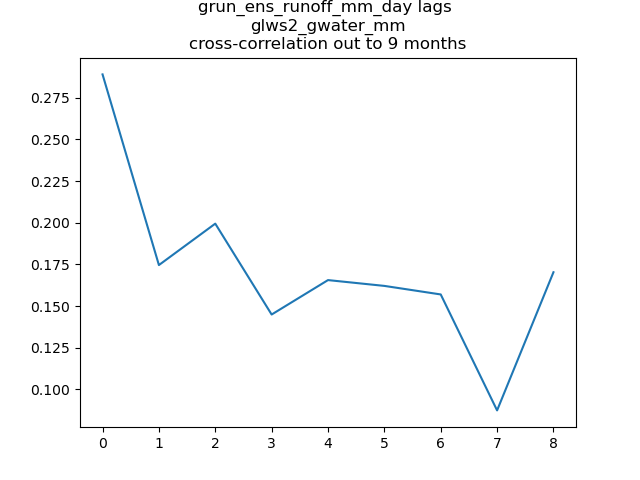 grun_ens_runoff_mm_day lags
glws2_gwater_mm
cross-correlation out to 9 months
0.275
0.250
0.225
0.200
0.175
0.150
0.125
0.100
0 1 2 3 4 5 6 7 8